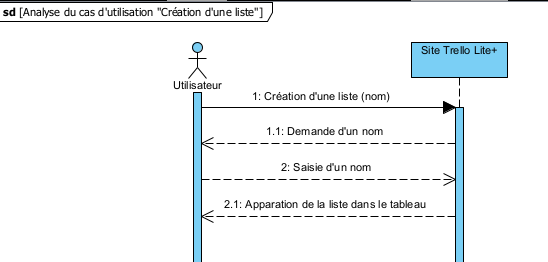 sd [Analyse du cas d'utilisation "Création d'une liste"]
Site Trello Lite+
Utilisateur
1: Création d'une liste (nom)
1.1: Demande d'un nom
2: Saisie d'un nom
2.1: Apparation de la liste dans le tableau